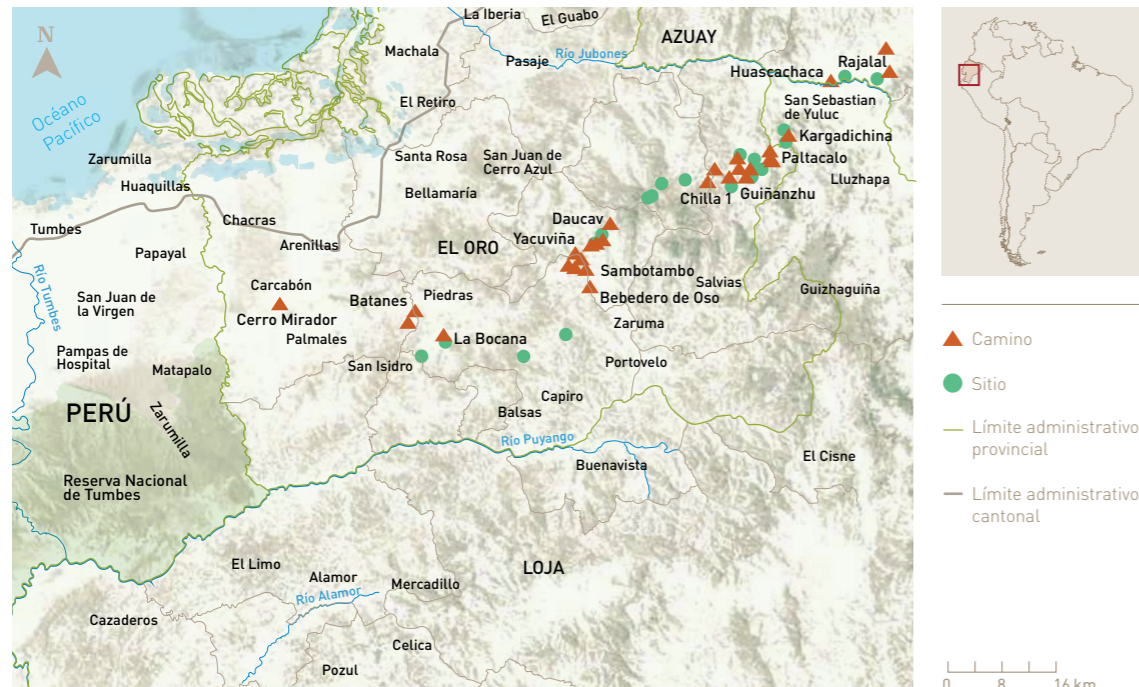 La Iberia
El Guabo
AZUAY
Machala
Pasaje
Río Jubones
Rajalal
Huascachaca
N
El Retiro
San Sebastian
de Yuluc
Océano
Pacífico
Kargadichina
Zarumilla
Santa Rosa
San Juan de
Cerro Azul
Paltacalo
Lluzhapa
Huaquillas
Bellamaría
Chilla 1
Guiñanzhu
Tumbes
Chacras
Daucav
Arenillas
EL ORO
Yacuviña
Papayal
Sambotambo
Río Tumbes
Carcabón
Batanes
Piedras
Salvias
Guizhaguiña
San Juan de
la Virgen
Bebedero de Oso
Cerro Mirador
Zaruma
Palmales
La Bocana
Pampas de
Hospital
Matapalo
San Isidro
Portovelo
PERÚ
Zarumilla
Capiro
Balsas
Río Puyango
El Cisne
Buenavista
Reserva Nacional
de Tumbes
El Limo
LOJA
Alamor
Mercadillo
Río Alamor
Cazaderos
Celica
Pozul
Camino
Sitio
Límite administrativo
provincial
Límite administrativo
cantonal
0 8 16 km